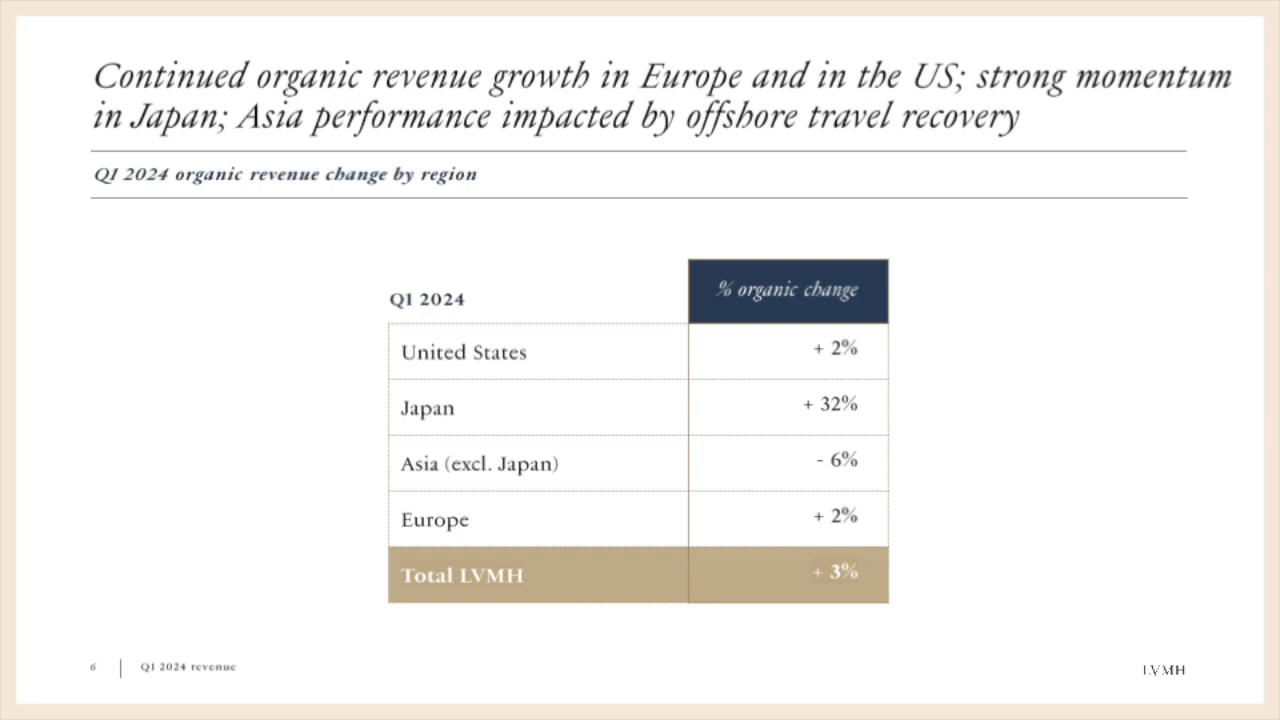 Continued organic revenue growth in Europe and in the US; strong momentum
in Japan; Asia performance impacted by offshore travel recovery
Q1 2024 organic revenue change by region
Q1 2024 % organic change
United States + 2%
Japan + 32%
Asia (excl. Japan) - 6%
Europe + 2%
Total LVMH + 3%
6 Q1 2024 revenue LVMH